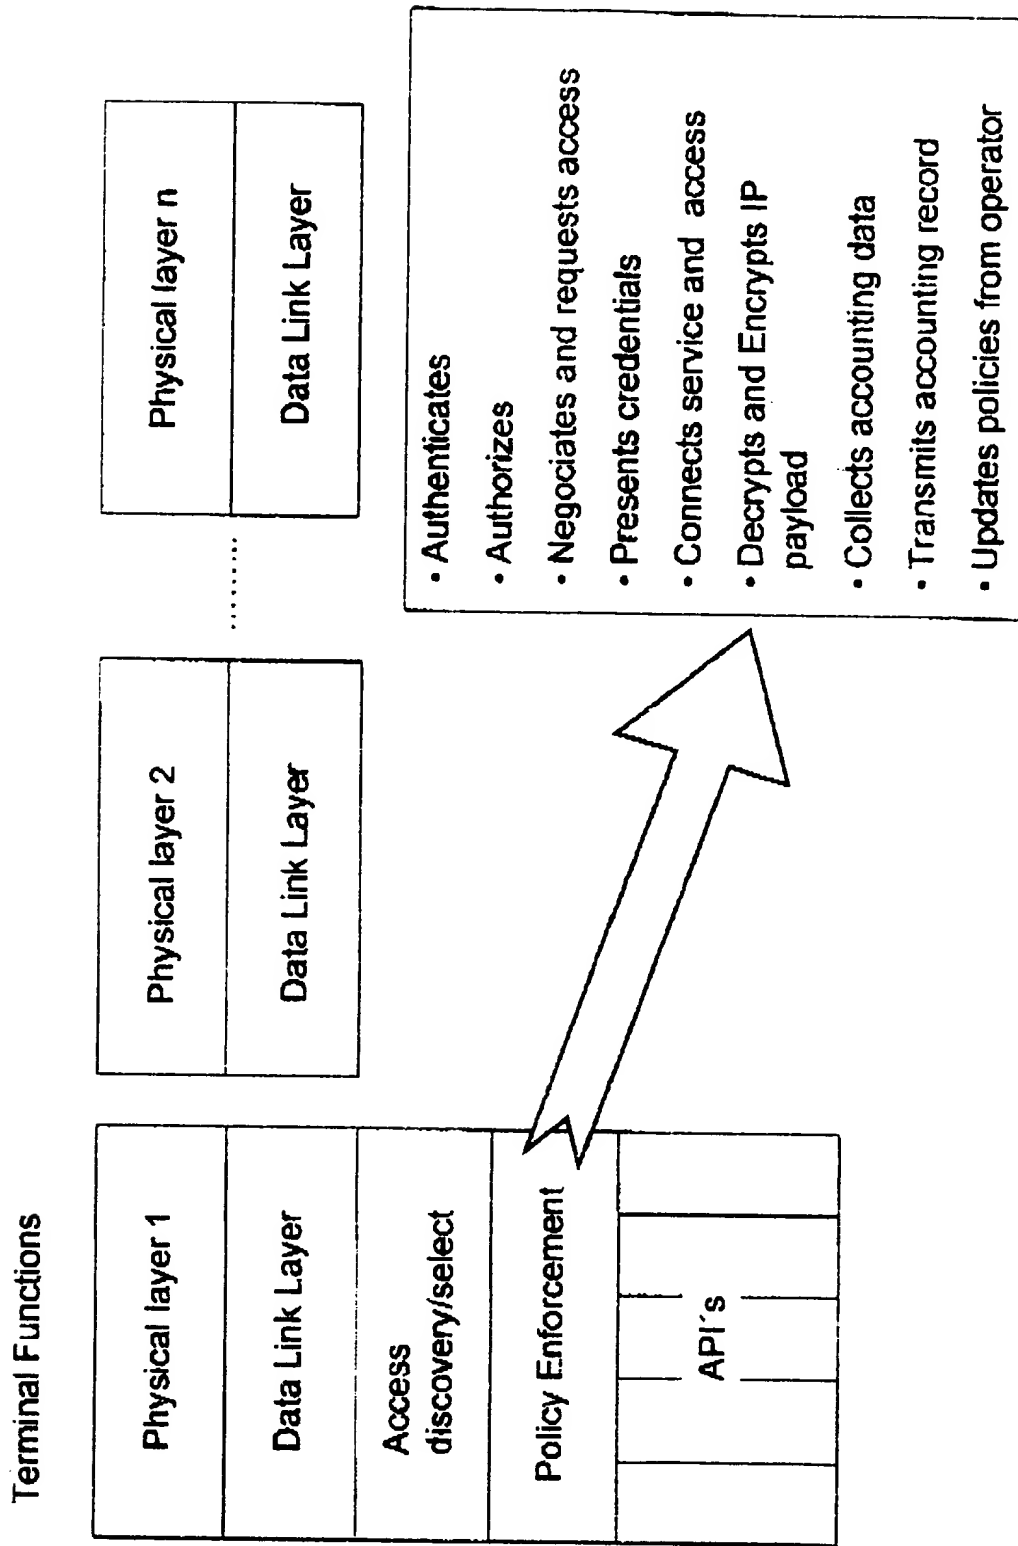 Terminal Functions
Physical layer 1
Data Link Layer
Access
discovery/select
Policy Enforcement
API´s
Physical layer 2
Data Link Layer
........
Physical layer n
Data Link Layer
• Authenticates
• Authorizes
• Negociates and requests access
• Presents credentials
• Connects service and access
• Decrypts and Encrypts IP
payload
• Collects accounting data
• Transmits accounting record
• Updates policies from operator